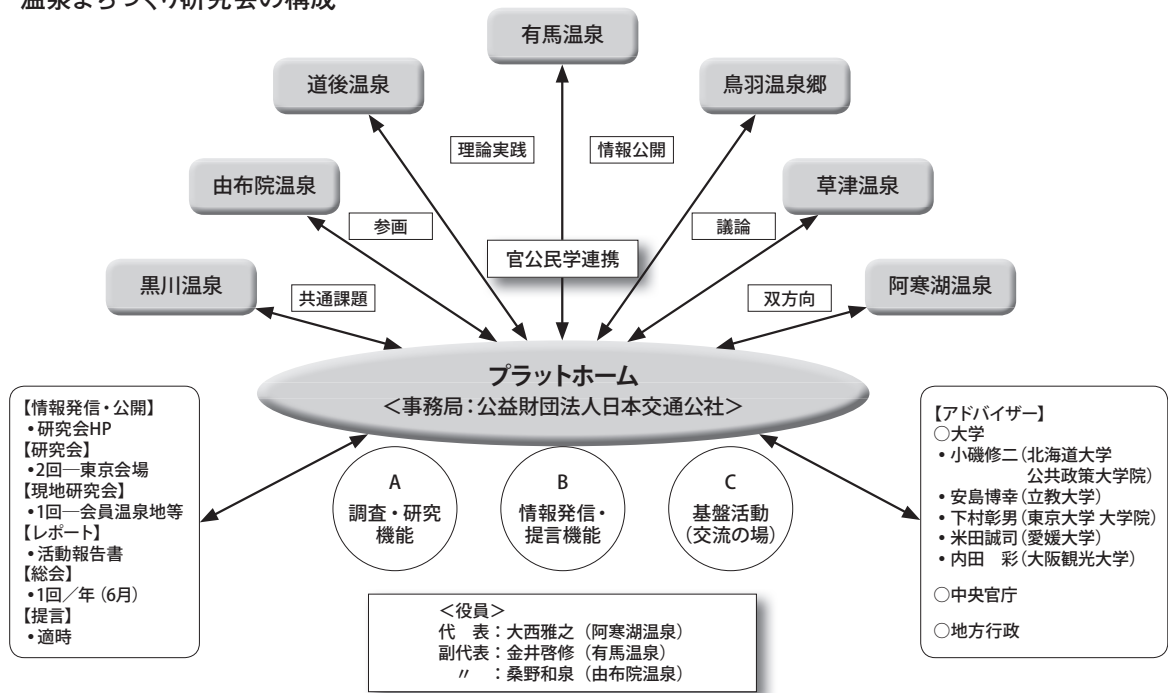 温泉まちづくり研究会の構成
有馬温泉
道後温泉
鳥羽温泉郷
理論実践
情報公開
由布院温泉
草津温泉
参画
議論
官公民学連携
黒川温泉
共通課題
双方向
阿寒湖温泉
プラットホーム
<事務局:公益財団法人日本交通公社>
【情報発信・公開】
•研究会HP
【研究会】
•2回―東京会場
【現地研究会】
•1回―会員温泉地等
【レポート】
•活動報告書
【総会】
•1回/年(6月)
【提言】
•適時
A
調査・研究
機能
B
情報発信・
提言機能
C
基盤活動
(交流の場)
【アドバイザー】
○大学
•小磯修二(北海道大学
公共政策大学院)
•安島博幸(立教大学)
•下村彰男(東京大学 大学院)
•米田誠司(愛媛大学)
•内田 彩(大阪観光大学)
○中央官庁
○地方行政
<役員>
代 表:大西雅之(阿寒湖温泉)
副代表:金井啓修(有馬温泉)
〃 :桑野和泉(由布院温泉)